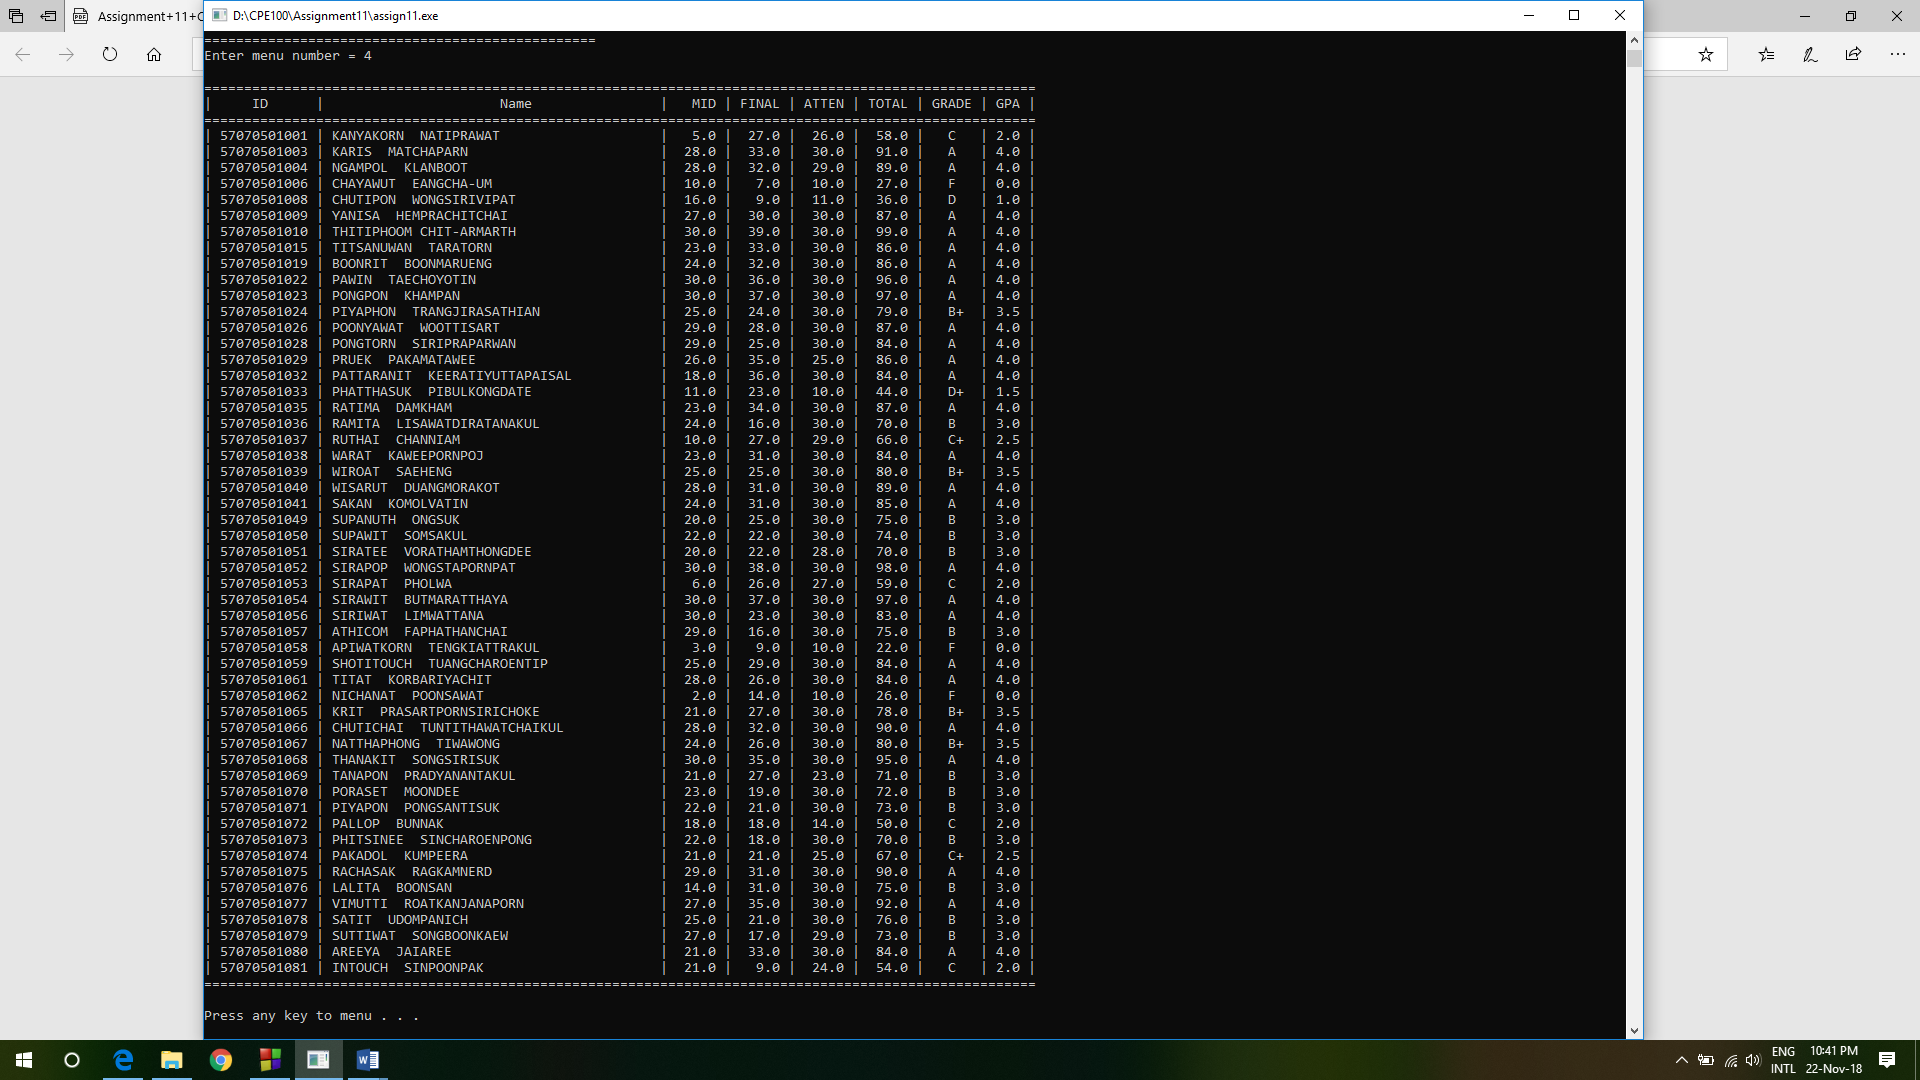 Assignment+11+C
D:\CPE100\Assignment11\assign11.exe
=================================================
Enter menu number = 4
========================================================================================================
| ID | Name | MID | FINAL | ATTEN | TOTAL | GRADE | GPA |
========================================================================================================
| 57070501001 | KANYAKORN NATIPRAWAT | 5.0 | 27.0 | 26.0 | 58.0 | C | 2.0 |
| 57070501003 | KARIS MATCHAPARN | 28.0 | 33.0 | 30.0 | 91.0 | A | 4.0 |
| 57070501004 | NGAMPOL KLANBOOT | 28.0 | 32.0 | 29.0 | 89.0 | A | 4.0 |
| 57070501006 | CHAYAWUT EANGCHA-UM | 10.0 | 7.0 | 10.0 | 27.0 | F | 0.0 |
| 57070501008 | CHUTIPON WONGSIRIVIPAT | 16.0 | 9.0 | 11.0 | 36.0 | D | 1.0 |
| 57070501009 | YANISA HEMPRACHITCHAI | 27.0 | 30.0 | 30.0 | 87.0 | A | 4.0 |
| 57070501010 | THITIPHOOM CHIT-ARMARTH | 30.0 | 39.0 | 30.0 | 99.0 | A | 4.0 |
| 57070501015 | TITSANUWAN TARATORN | 23.0 | 33.0 | 30.0 | 86.0 | A | 4.0 |
| 57070501019 | BOONRIT BOONMARUENG | 24.0 | 32.0 | 30.0 | 86.0 | A | 4.0 |
| 57070501022 | PAWIN TAECHOYOTIN | 30.0 | 36.0 | 30.0 | 96.0 | A | 4.0 |
| 57070501023 | PONGPON KHAMPAN | 30.0 | 37.0 | 30.0 | 97.0 | A | 4.0 |
| 57070501024 | PIYAPHON TRANGJIRASATHIAN | 25.0 | 24.0 | 30.0 | 79.0 | B+ | 3.5 |
| 57070501026 | POONYAWAT WOOTTISART | 29.0 | 28.0 | 30.0 | 87.0 | A | 4.0 |
| 57070501028 | PONGTORN SIRIPRAPARWAN | 29.0 | 25.0 | 30.0 | 84.0 | A | 4.0 |
| 57070501029 | PRUEK PAKAMATAWEE | 26.0 | 35.0 | 25.0 | 86.0 | A | 4.0 |
| 57070501032 | PATTARANIT KEERATIYUTTAPAISAL | 18.0 | 36.0 | 30.0 | 84.0 | A | 4.0 |
| 57070501033 | PHATTHASUK PIBULKONGDATE | 11.0 | 23.0 | 10.0 | 44.0 | D+ | 1.5 |
| 57070501035 | RATIMA DAMKHAM | 23.0 | 34.0 | 30.0 | 87.0 | A | 4.0 |
| 57070501036 | RAMITA LISAWATDIRATANAKUL | 24.0 | 16.0 | 30.0 | 70.0 | B | 3.0 |
| 57070501037 | RUTHAI CHANNIAM | 10.0 | 27.0 | 29.0 | 66.0 | C+ | 2.5 |
| 57070501038 | WARAT KAWEEPORNPOJ | 23.0 | 31.0 | 30.0 | 84.0 | A | 4.0 |
| 57070501039 | WIROAT SAEHENG | 25.0 | 25.0 | 30.0 | 80.0 | B+ | 3.5 |
| 57070501040 | WISARUT DUANGMORAKOT | 28.0 | 31.0 | 30.0 | 89.0 | A | 4.0 |
| 57070501041 | SAKAN KOMOLVATIN | 24.0 | 31.0 | 30.0 | 85.0 | A | 4.0 |
| 57070501049 | SUPANUTH ONGSUK | 20.0 | 25.0 | 30.0 | 75.0 | B | 3.0 |
| 57070501050 | SUPAWIT SOMSAKUL | 22.0 | 22.0 | 30.0 | 74.0 | B | 3.0 |
| 57070501051 | SIRATEE VORATHAMTHONGDEE | 20.0 | 22.0 | 28.0 | 70.0 | B | 3.0 |
| 57070501052 | SIRAPOP WONGSTAPORNPAT | 30.0 | 38.0 | 30.0 | 98.0 | A | 4.0 |
| 57070501053 | SIRAPAT PHOLWA | 6.0 | 26.0 | 27.0 | 59.0 | C | 2.0 |
| 57070501054 | SIRAWIT BUTMARATTHAYA | 30.0 | 37.0 | 30.0 | 97.0 | A | 4.0 |
| 57070501056 | SIRIWAT LIMWATTANA | 30.0 | 23.0 | 30.0 | 83.0 | A | 4.0 |
| 57070501057 | ATHICOM FAPHATHANCHAI | 29.0 | 16.0 | 30.0 | 75.0 | B | 3.0 |
| 57070501058 | APIWATKORN TENGKIATTRAKUL | 3.0 | 9.0 | 10.0 | 22.0 | F | 0.0 |
| 57070501059 | SHOTITOUCH TUANGCHAROENTIP | 25.0 | 29.0 | 30.0 | 84.0 | A | 4.0 |
| 57070501061 | TITAT KORBARIYACHIT | 28.0 | 26.0 | 30.0 | 84.0 | A | 4.0 |
| 57070501062 | NICHANAT POONSAWAT | 2.0 | 14.0 | 10.0 | 26.0 | F | 0.0 |
| 57070501065 | KRIT PRASARTPORNSIRICHOKE | 21.0 | 27.0 | 30.0 | 78.0 | B+ | 3.5 |
| 57070501066 | CHUTICHAI TUNTITHAWATCHAIKUL | 28.0 | 32.0 | 30.0 | 90.0 | A | 4.0 |
| 57070501067 | NATTHAPHONG TIWAWONG | 24.0 | 26.0 | 30.0 | 80.0 | B+ | 3.5 |
| 57070501068 | THANAKIT SONGSIRISUK | 30.0 | 35.0 | 30.0 | 95.0 | A | 4.0 |
| 57070501069 | TANAPON PRADYANANTAKUL | 21.0 | 27.0 | 23.0 | 71.0 | B | 3.0 |
| 57070501070 | PORASET MOONDEE | 23.0 | 19.0 | 30.0 | 72.0 | B | 3.0 |
| 57070501071 | PIYAPON PONGSANTISUK | 22.0 | 21.0 | 30.0 | 73.0 | B | 3.0 |
| 57070501072 | PALLOP BUNNAK | 18.0 | 18.0 | 14.0 | 50.0 | C | 2.0 |
| 57070501073 | PHITSINEE SINCHAROENPONG | 22.0 | 18.0 | 30.0 | 70.0 | B | 3.0 |
| 57070501074 | PAKADOL KUMPEERA | 21.0 | 21.0 | 25.0 | 67.0 | C+ | 2.5 |
| 57070501075 | RACHASAK RAGKAMNERD | 29.0 | 31.0 | 30.0 | 90.0 | A | 4.0 |
| 57070501076 | LALITA BOONSAN | 14.0 | 31.0 | 30.0 | 75.0 | B | 3.0 |
| 57070501077 | VIMUTTI ROATKANJANAPORN | 27.0 | 35.0 | 30.0 | 92.0 | A | 4.0 |
| 57070501078 | SATIT UDOMPANICH | 25.0 | 21.0 | 30.0 | 76.0 | B | 3.0 |
| 57070501079 | SUTTIWAT SONGBOONKAEW | 27.0 | 17.0 | 29.0 | 73.0 | B | 3.0 |
| 57070501080 | AREEYA JAIAREE | 21.0 | 33.0 | 30.0 | 84.0 | A | 4.0 |
| 57070501081 | INTOUCH SINPOONPAK | 21.0 | 9.0 | 24.0 | 54.0 | C | 2.0 |
========================================================================================================
Press any key to menu . . .
ENG 10:41 PM
INTL 22-Nov-18